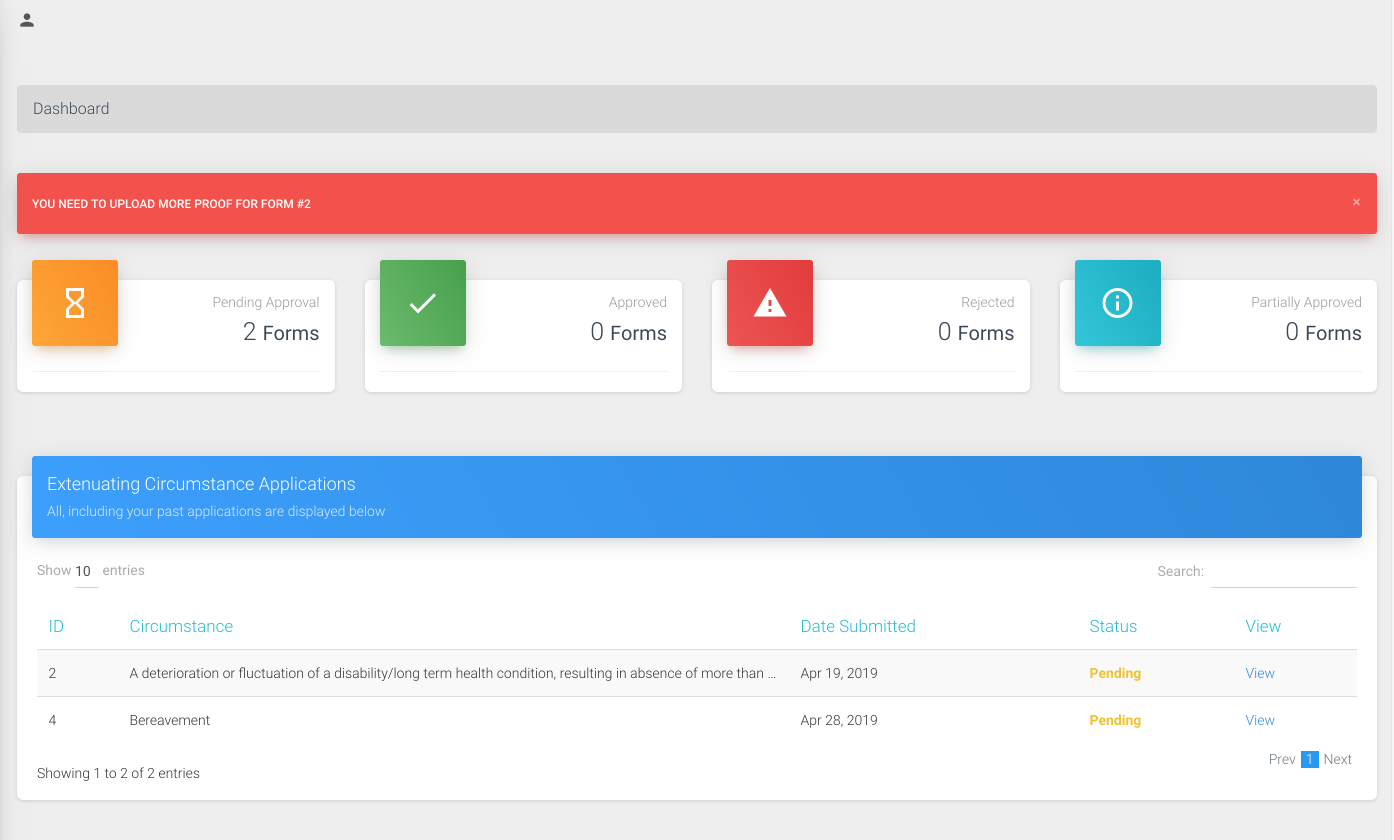 Dashboard
YOU NEED TO UPLOAD MORE PROOF FOR FORM #2 ×
Pending Approval
2 Forms
Approved
0 Forms
Rejected
0 Forms
Partially Approved
0 Forms
Extenuating Circumstance Applications
All, including your past applications are displayed below
Show 10 entries Search:
ID Circumstance Date Submitted Status View
2 A deterioration or fluctuation of a disability/long term health condition, resulting in absence of more than ... Apr 19, 2019 Pending View
4 Bereavement Apr 28, 2019 Pending View
Prev 1 Next
Showing 1 to 2 of 2 entries